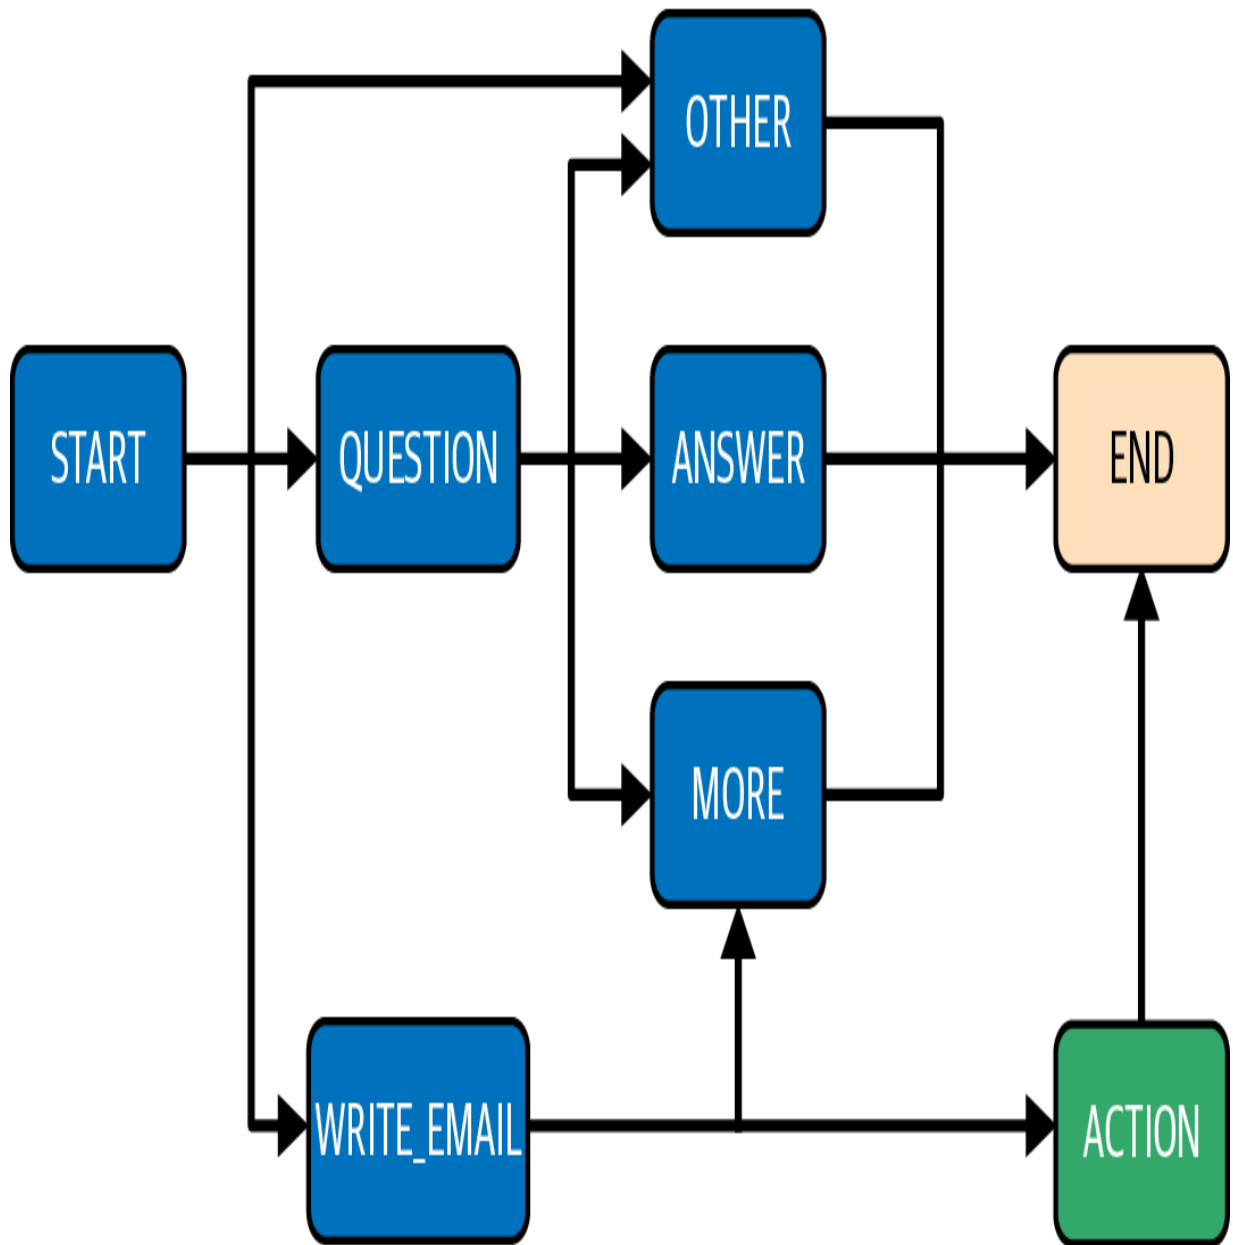 OTHER
START
QUESTION
ANSWER
END
MORE
WRITE_EMAIL
ACTION